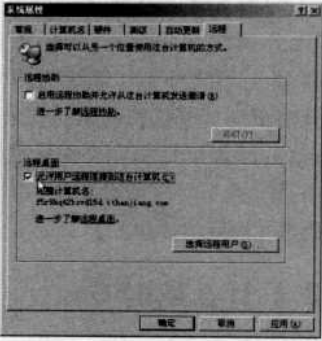 系统属性
常规 计算机名 硬件 高级 自动更新 远程
选择可以从另一个位置使用这台计算机的方式。
远程协助
启用远程协助并允许从这台计算机发送邀请(R)
进一步了解远程协助。
高级(V)...
远程桌面
允许用户远程连接到这台计算机(C)
完整计算机名:
进一步了解远程桌面。
选择远程用户(S)...
确定 取消 应用(A)